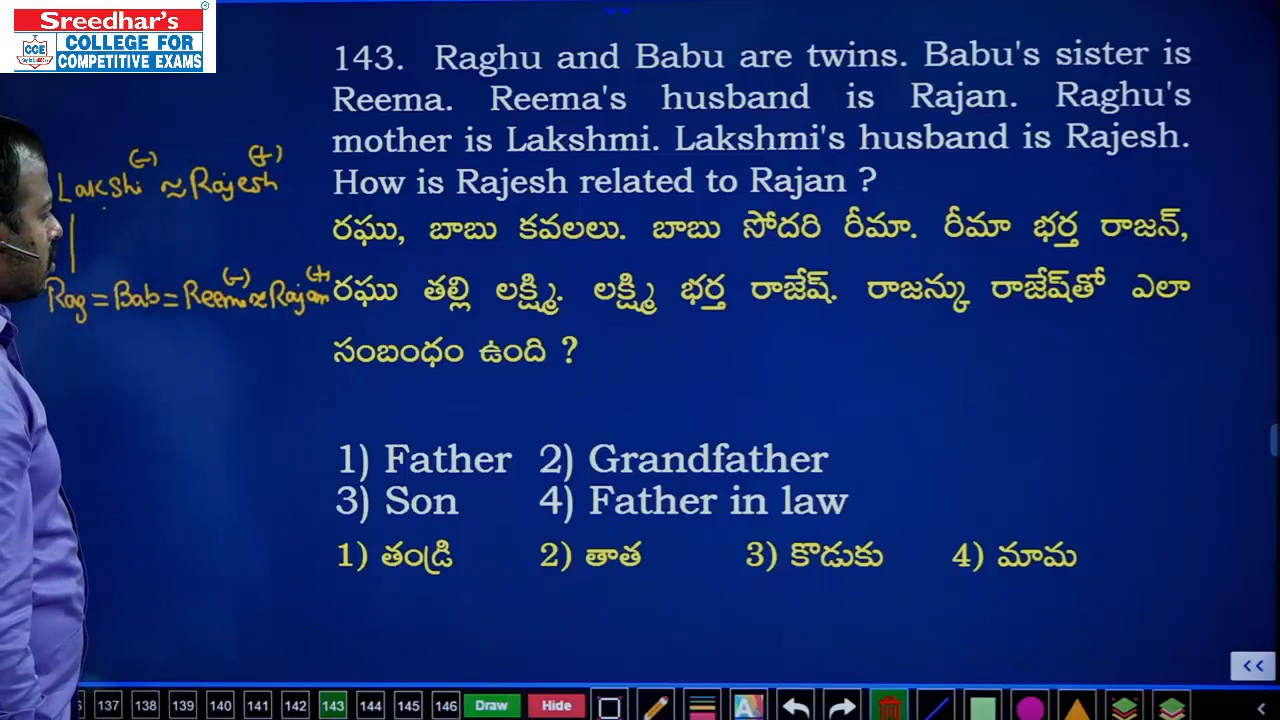 Sreedhar's
CCE
COLLEGE FOR
COMPETITIVE EXAMS
143. Raghu and Babu are twins. Babu's sister is
Reema. Reema's husband is Rajan. Raghu's
mother is Lakshmi. Lakshmi's husband is Rajesh.
How is Rajesh related to Rajan ?
రఘు, బాబు కవలలు. బాబు సోదరి రీమా. రీమా భర్త రాజన్,
రఘు తల్లి లక్ష్మి. లక్ష్మి భర్త రాజేష్. రాజన్కు రాజేష్‌తో ఎలా
సంబంధం ఉంది ?
(-) (+)
Lakshi ≈ Rajesh
(-) (+)
Rag = Bab = Reema ≈ Rajan
1) Father 2) Grandfather
3) Son 4) Father in law
1) తండ్రి 2) తాత 3) కొడుకు 4) మామ
<<
137 138 139 140 141 142 143 144 145 146 Draw Hide